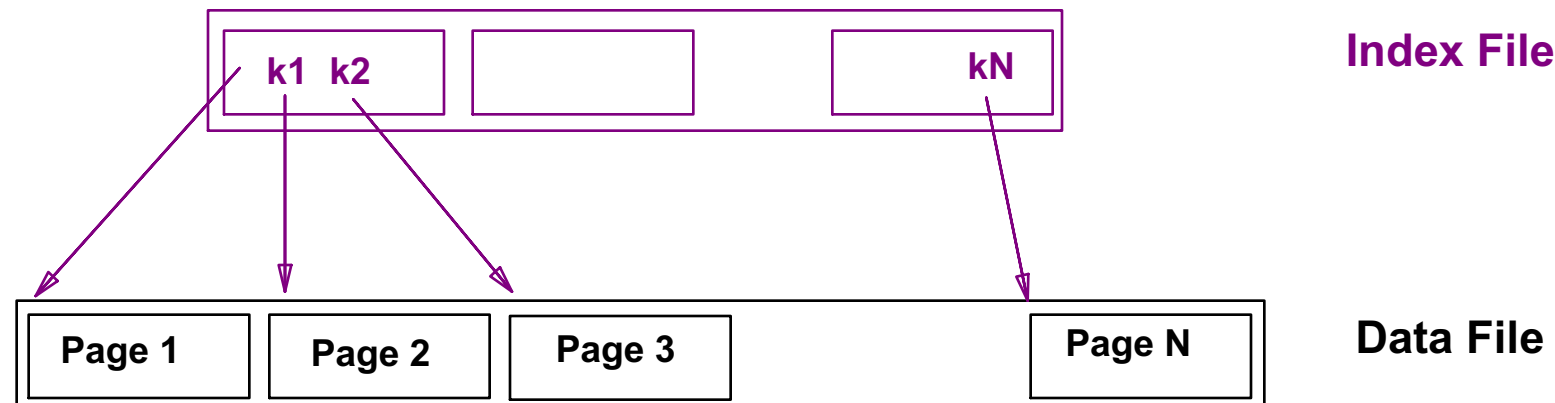 k1 k2
kN
Index File
Page 1
Page 2
Page 3
Page N
Data File